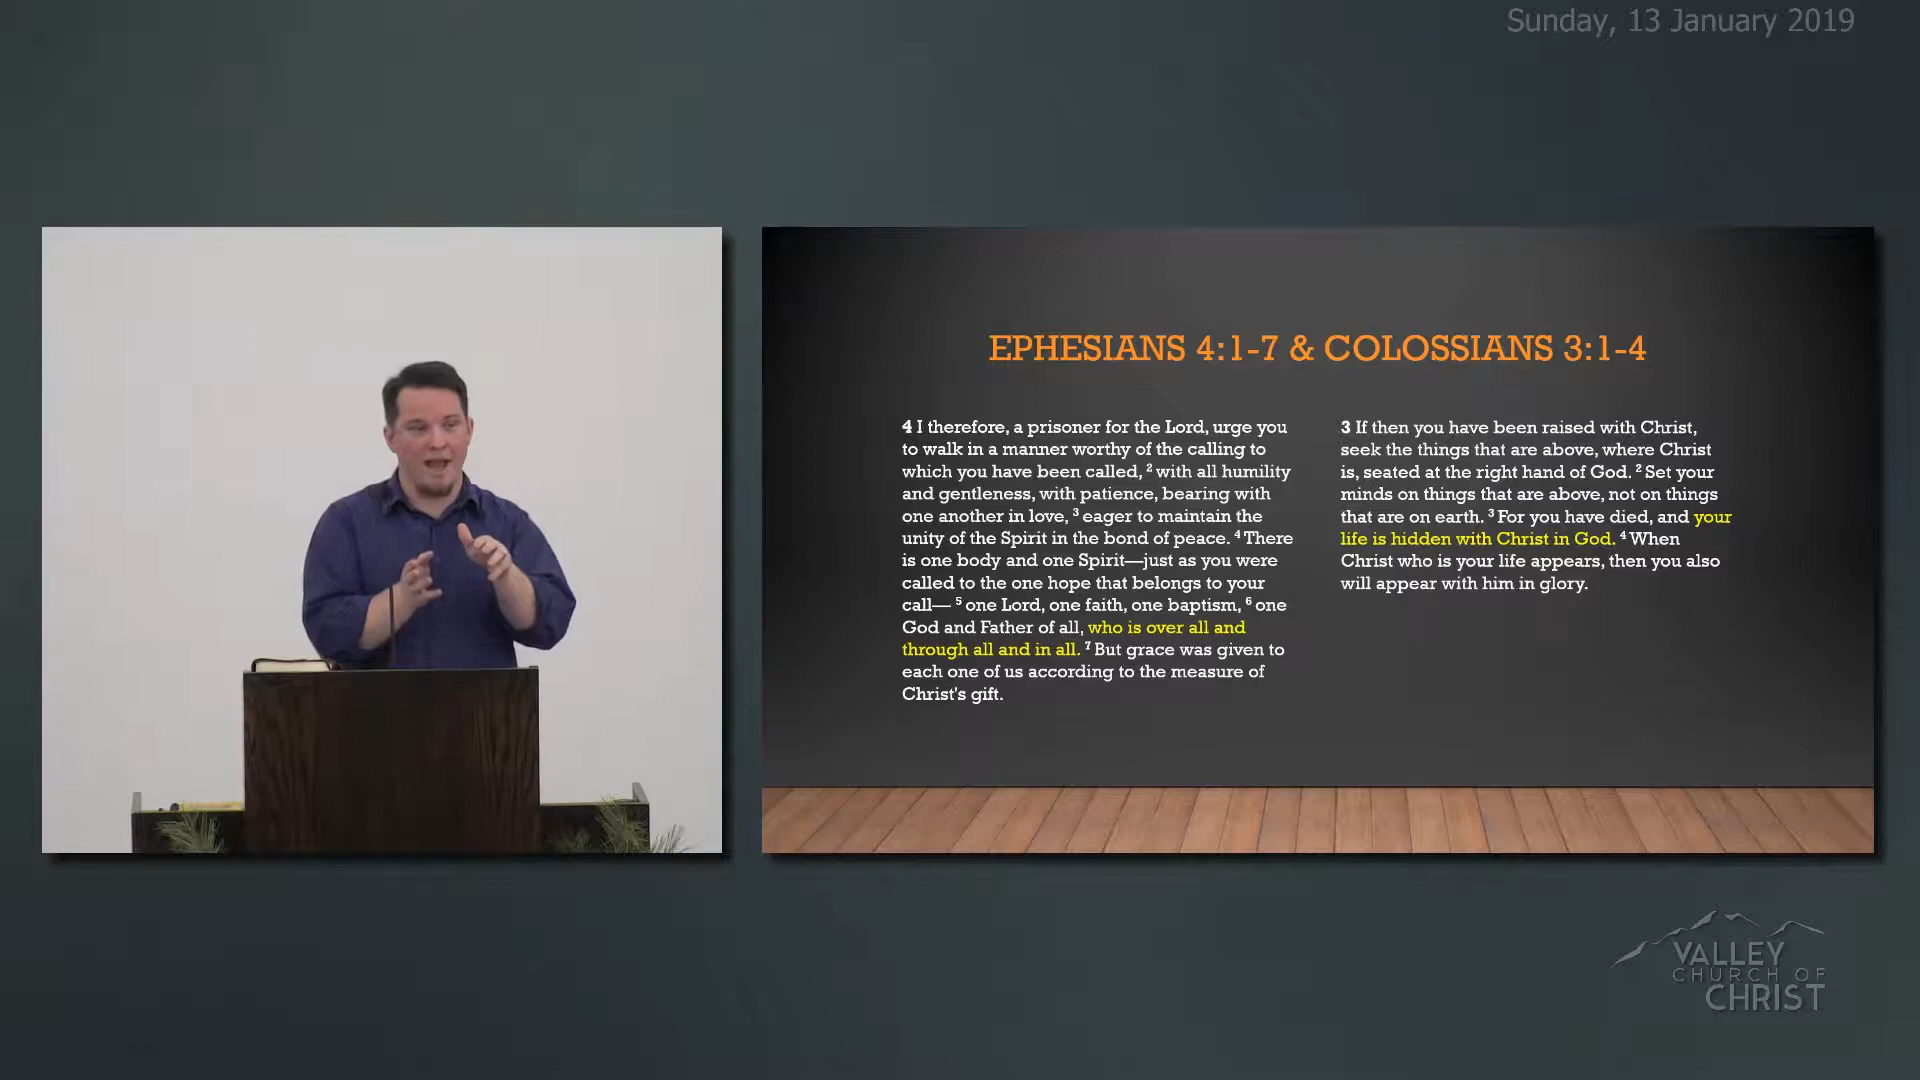 Sunday, 13 January 2019
EPHESIANS 4:1-7 & COLOSSIANS 3:1-4
4 I therefore, a prisoner for the Lord, urge you
to walk in a manner worthy of the calling to
which you have been called, ² with all humility
and gentleness, with patience, bearing with
one another in love, ³ eager to maintain the
unity of the Spirit in the bond of peace. ⁴ There
is one body and one Spirit—just as you were
called to the one hope that belongs to your
call— ⁵ one Lord, one faith, one baptism, ⁶ one
God and Father of all, who is over all and
through all and in all. ⁷ But grace was given to
each one of us according to the measure of
Christ's gift.
3 If then you have been raised with Christ,
seek the things that are above, where Christ
is, seated at the right hand of God. ² Set your
minds on things that are above, not on things
that are on earth. ³ For you have died, and your
life is hidden with Christ in God. ⁴ When
Christ who is your life appears, then you also
will appear with him in glory.
VALLEY
CHURCH OF
CHRIST